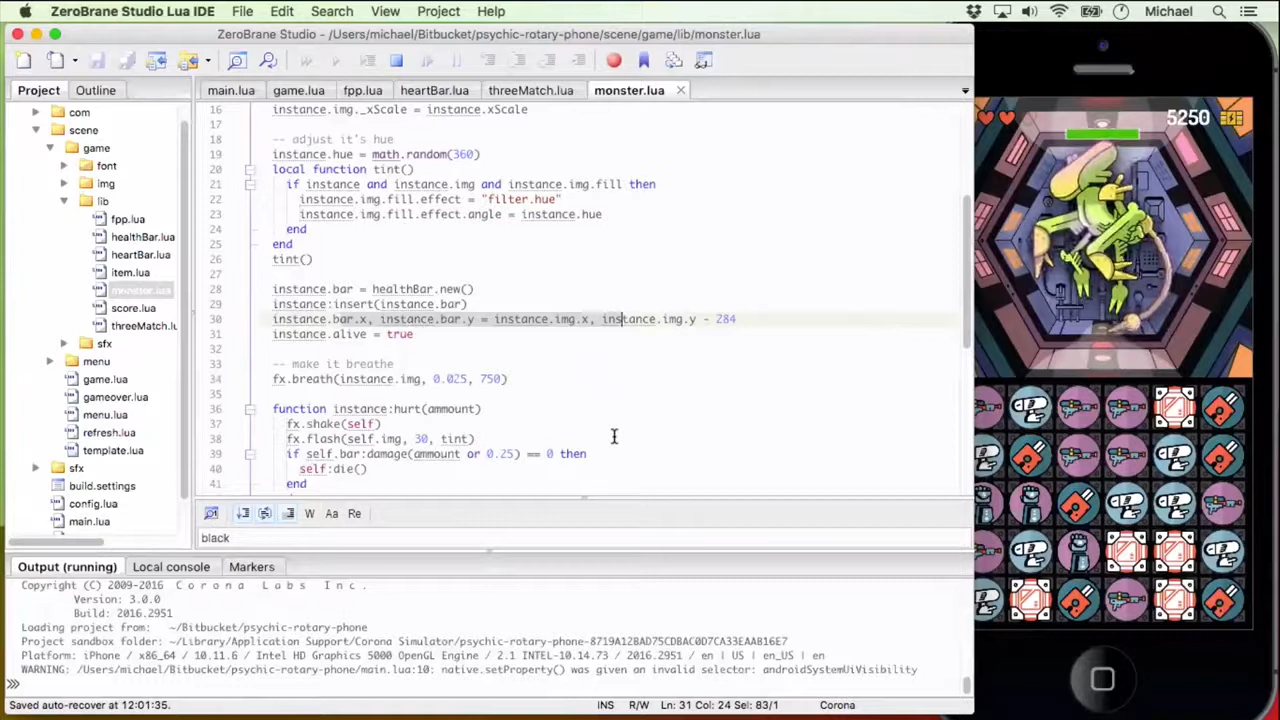 ZeroBrane Studio Lua IDE File Edit Search View Project Help Michael
ZeroBrane Studio - /Users/michael/Bitbucket/psychic-rotary-phone/scene/game/lib/monster.lua
Project Outline
main.lua game.lua fpp.lua heartBar.lua threeMatch.lua monster.lua
com
scene
game
font
img
lib
fpp.lua
healthBar.lua
heartBar.lua
item.lua
monster.lua
score.lua
threeMatch.lu
sfx
menu
game.lua
gameover.lua
menu.lua
refresh.lua
template.lua
sfx
build.settings
config.lua
main.lua
16 instance.img._xScale = instance.xScale
17
18 -- adjust it's hue
19 instance.hue = math.random(360)
20 local function tint()
21 if instance and instance.img and instance.img.fill then
22 instance.img.fill.effect = "filter.hue"
23 instance.img.fill.effect.angle = instance.hue
24 end
25 end
26 tint()
27
28 instance.bar = healthBar.new()
29 instance:insert(instance.bar)
30 instance.bar.x, instance.bar.y = instance.img.x, instance.img.y - 284
31 instance.alive = true
32
33 -- make it breathe
34 fx.breath(instance.img, 0.025, 750)
35
36 function instance:hurt(ammount)
37 fx.shake(self)
38 fx.flash(self.img, 30, tint)
39 if self.bar:damage(ammount or 0.25) == 0 then
40 self:die()
41 end
W Aa Re
black
Output (running) Local console Markers
Copyright (C) 2009-2016 C o r o n a L a b s I n c .
Version: 3.0.0
Build: 2016.2951
Loading project from: ~/Bitbucket/psychic-rotary-phone
Project sandbox folder: ~/Library/Application Support/Corona Simulator/psychic-rotary-phone-8719A12BAD75CDBAC0D7CA33EAAB16E7
Platform: iPhone / x86_64 / 10.11.6 / Intel HD Graphics 5000 OpenGL Engine / 2.1 INTEL-10.14.73 / 2016.2951 / en | US | en_US | en
WARNING: /Users/michael/Bitbucket/psychic-rotary-phone/main.lua:10: native.setProperty() was given an invalid selector: androidSystemUiVisibility
Saved auto-recover at 12:01:35. INS R/W Ln: 31 Col: 24 Sel: 83/1 Corona
5250